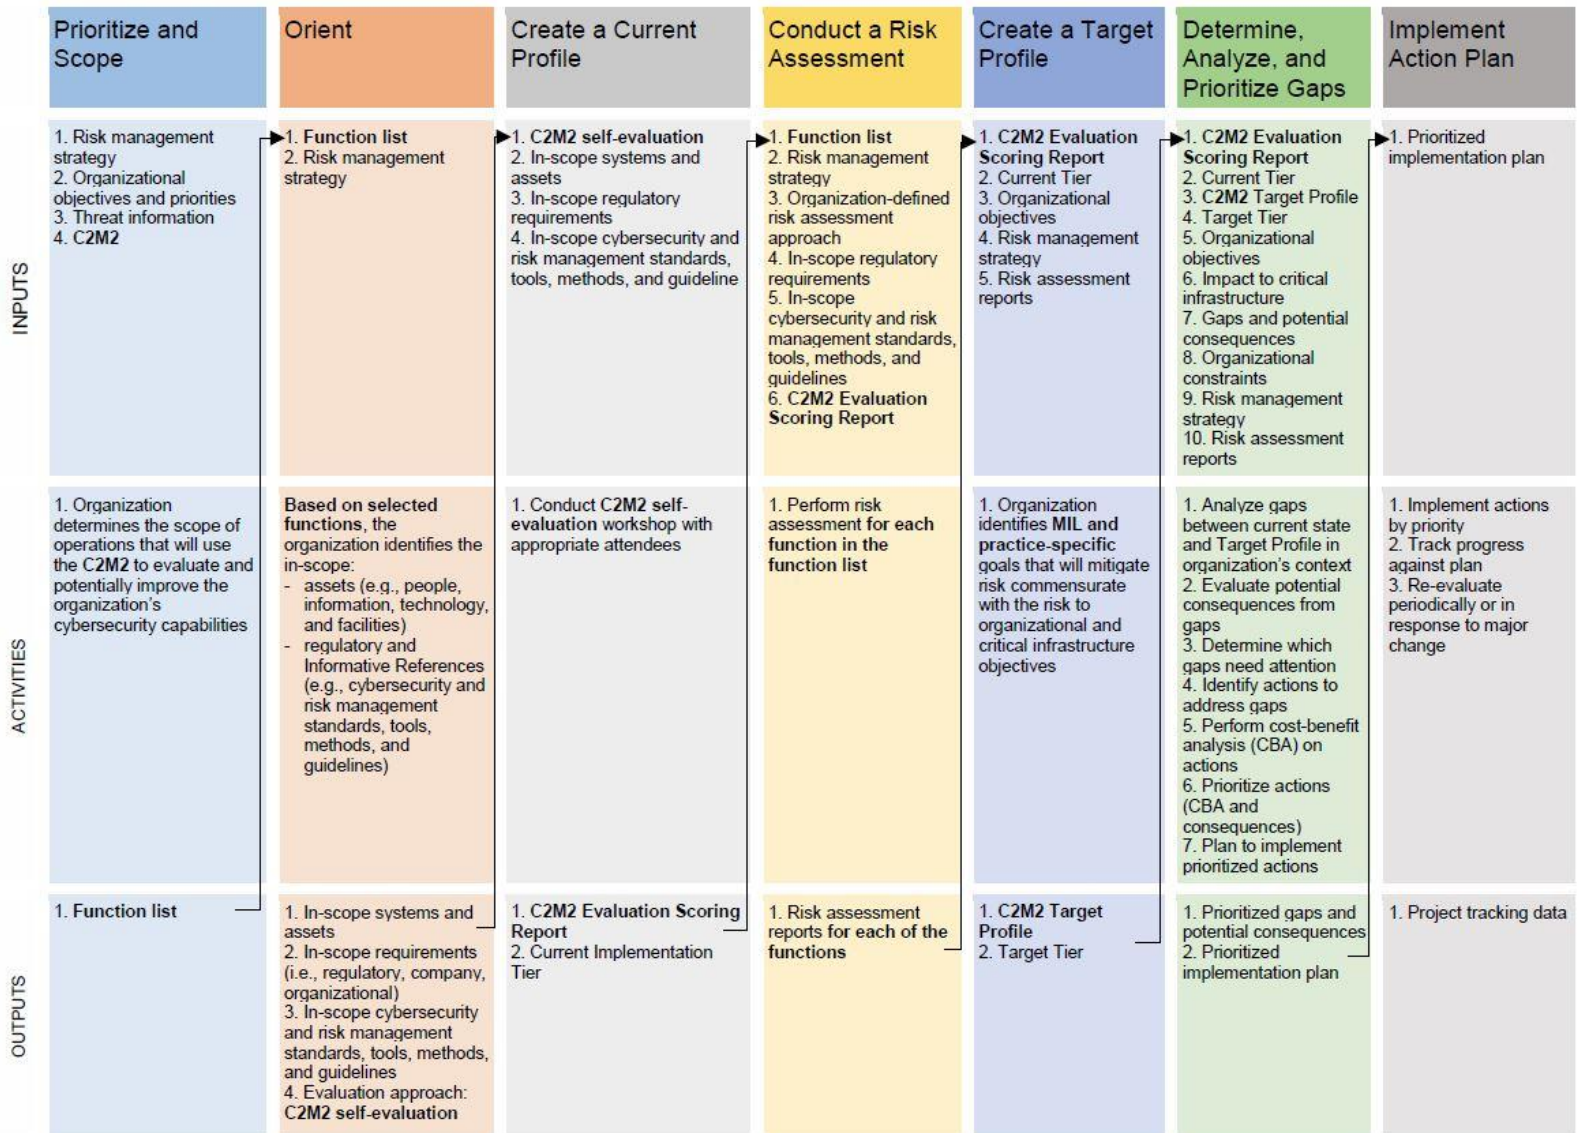 Prioritize and
Scope
Orient
Create a Current
Profile
Conduct a Risk
Assessment
Create a Target
Profile
Determine,
Analyze, and
Prioritize Gaps
Implement
Action Plan
INPUTS
1. Risk management
strategy
2. Organizational
objectives and priorities
3. Threat information
4. C2M2
1. Function list
2. Risk management
strategy
1. C2M2 self-evaluation
2. In-scope systems and
assets
3. In-scope regulatory
requirements
4. In-scope cybersecurity and
risk management standards,
tools, methods, and guideline
1. Function list
2. Risk management
strategy
3. Organization-defined
risk assessment
approach
4. In-scope regulatory
requirements
5. In-scope
cybersecurity and risk
management standards,
tools, methods, and
guidelines
6. C2M2 Evaluation
Scoring Report
1. C2M2 Evaluation
Scoring Report
2. Current Tier
3. Organizational
objectives
4. Risk management
strategy
5. Risk assessment
reports
1. C2M2 Evaluation
Scoring Report
2. Current Tier
3. C2M2 Target Profile
4. Target Tier
5. Organizational
objectives
6. Impact to critical
infrastructure
7. Gaps and potential
consequences
8. Organizational
constraints
9. Risk management
strategy
10. Risk assessment
reports
1. Prioritized
implementation plan
ACTIVITIES
1. Organization
determines the scope of
operations that will use
the C2M2 to evaluate and
potentially improve the
organization's
cybersecurity capabilities
Based on selected
functions, the
organization identifies the
in-scope:
- assets (e.g., people,
information, technology,
and facilities)
- regulatory and
Informative References
(e.g., cybersecurity and
risk management
standards, tools,
methods, and
guidelines)
1. Conduct C2M2 self-
evaluation workshop with
appropriate attendees
1. Perform risk
assessment for each
function in the
function list
1. Organization
identifies MIL and
practice-specific
goals that will mitigate
risk commensurate
with the risk to
organizational and
critical infrastructure
objectives
1. Analyze gaps
between current state
and Target Profile in
organization's context
2. Evaluate potential
consequences from
gaps
3. Determine which
gaps need attention
4. Identify actions to
address gaps
5. Perform cost-benefit
analysis (CBA) on
actions
6. Prioritize actions
(CBA and
consequences)
7. Plan to implement
prioritized actions
1. Implement actions
by priority
2. Track progress
against plan
3. Re-evaluate
periodically or in
response to major
change
OUTPUTS
1. Function list
1. In-scope systems and
assets
2. In-scope requirements
(i.e., regulatory, company,
organizational)
3. In-scope cybersecurity
and risk management
standards, tools, methods,
and guidelines
4. Evaluation approach:
C2M2 self-evaluation
1. C2M2 Evaluation Scoring
Report
2. Current Implementation
Tier
1. Risk assessment
reports for each of the
functions
1. C2M2 Target
Profile
2. Target Tier
1. Prioritized gaps and
potential consequences
2. Prioritized
implementation plan
1. Project tracking data